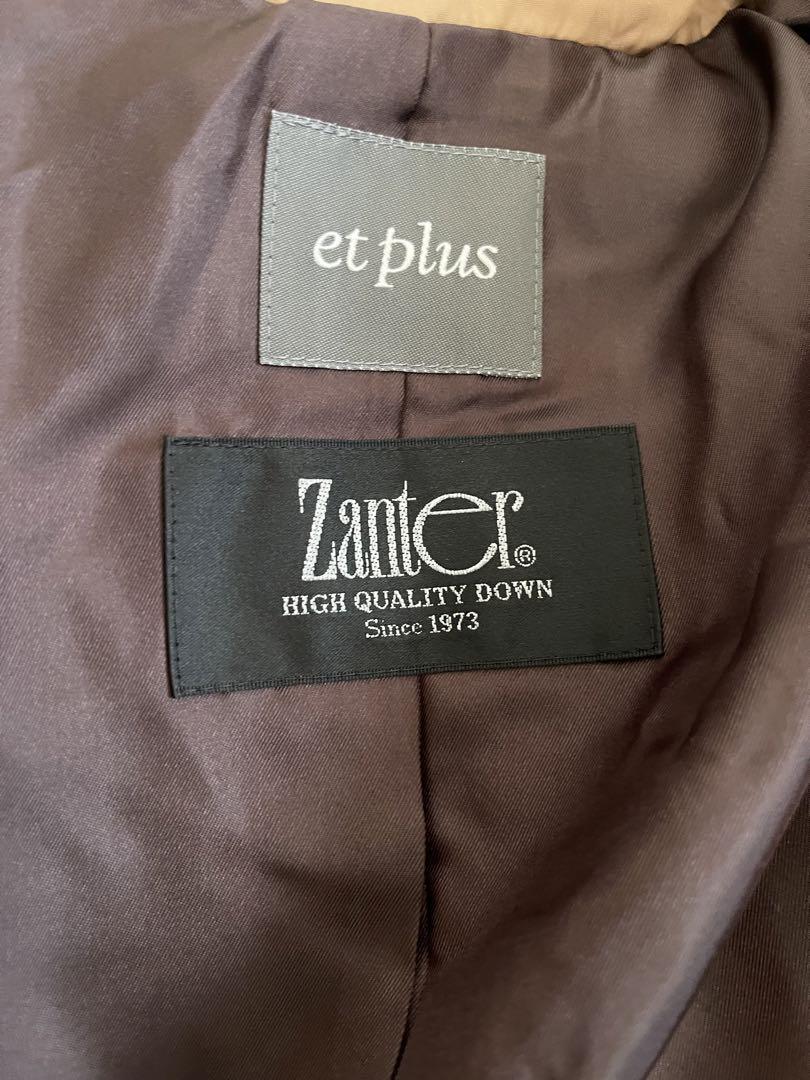 et plus
Zanter®
HIGH QUALITY DOWN
Since 1973